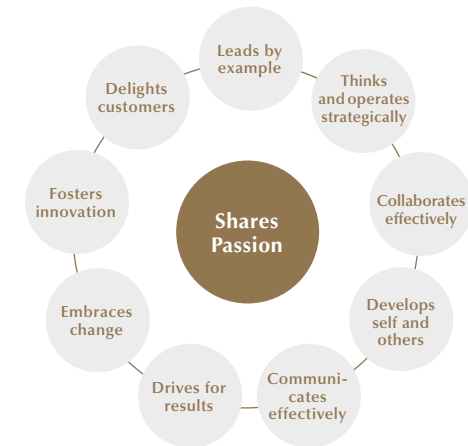 Leads by
example
Thinks
and operates
strategically
Collaborates
effectively
Develops
self and
others
Communi-
cates
effectively
Drives for
results
Embraces
change
Fosters
innovation
Delights
customers
Shares
Passion